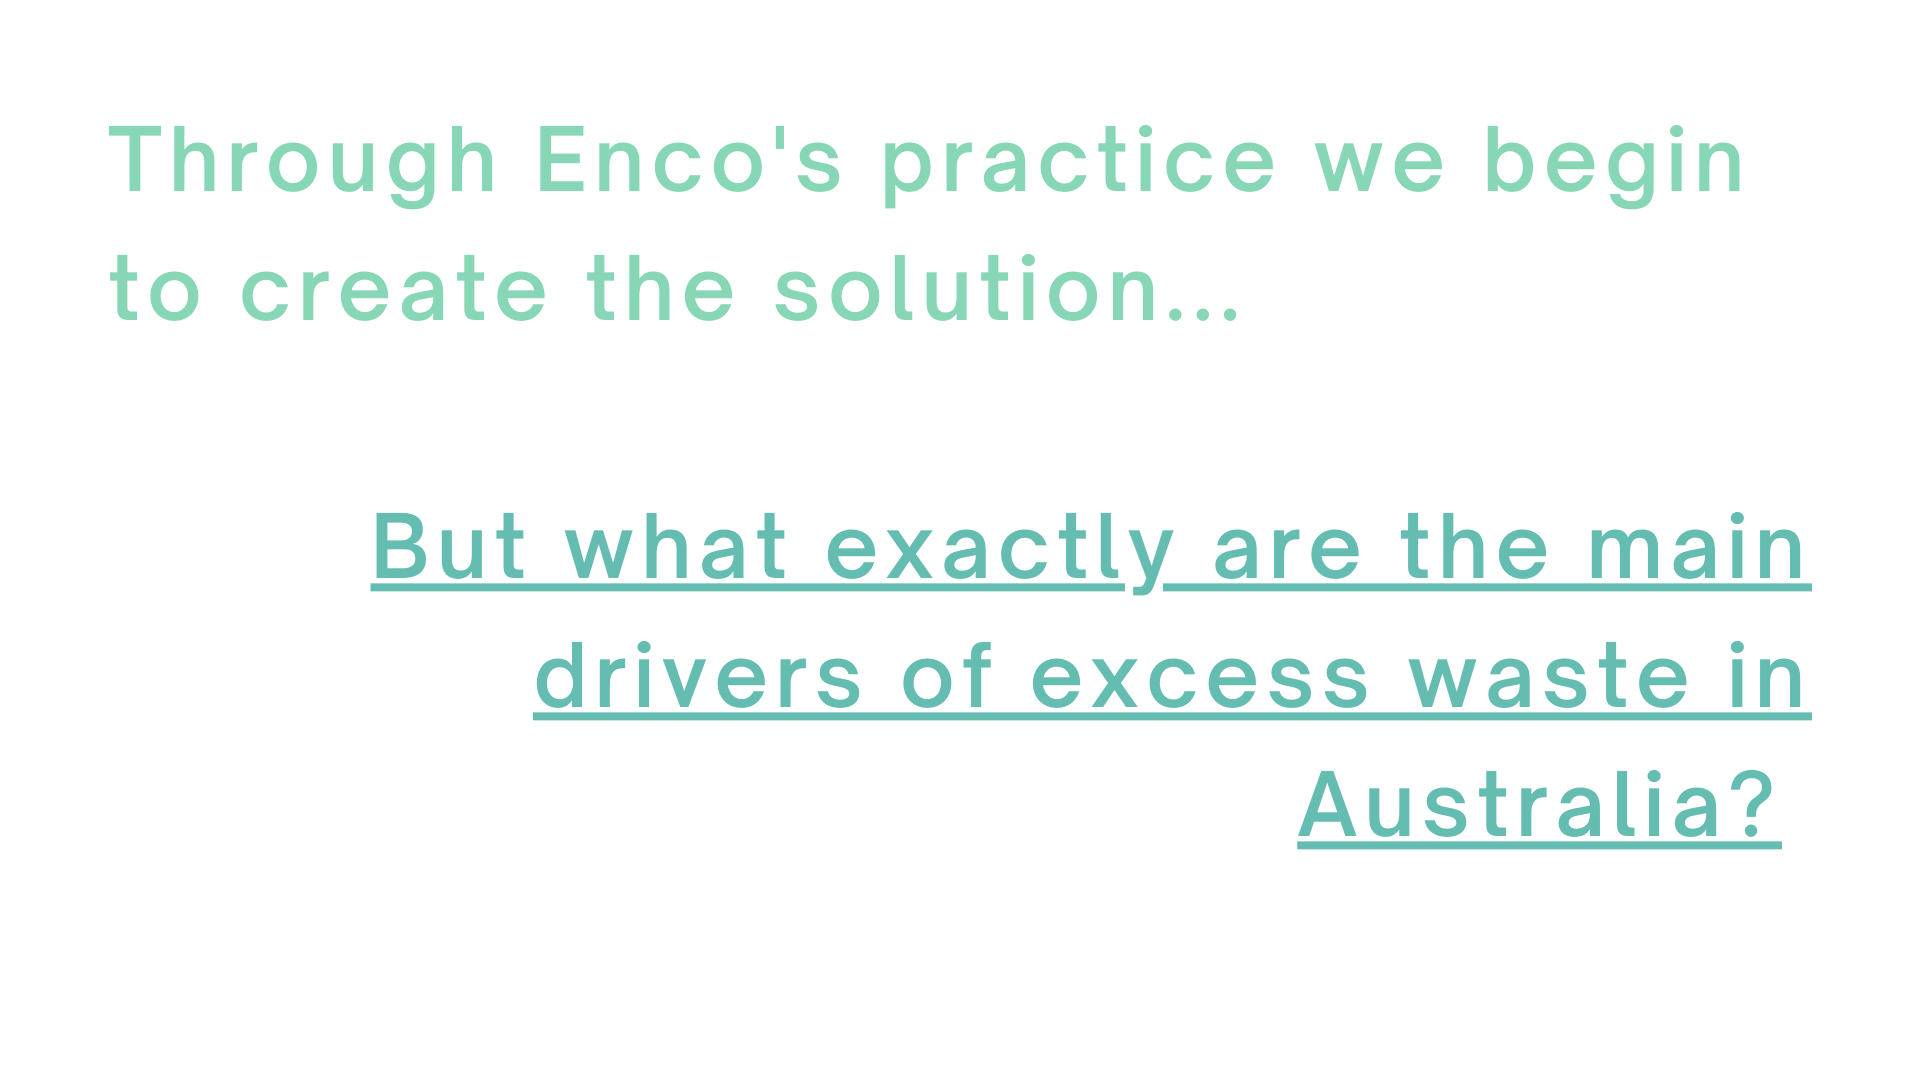 Through Enco's practice we begin
to create the solution...
But what exactly are the main
drivers of excess waste in
Australia?